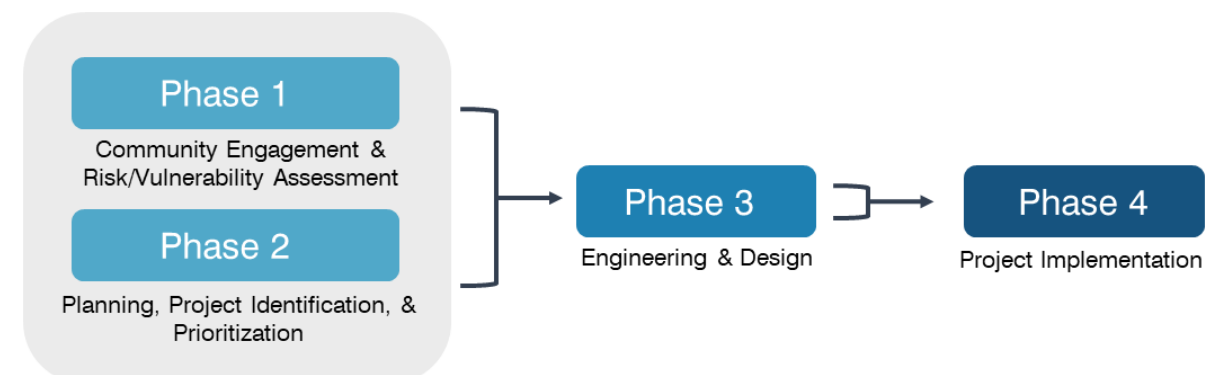 Phase 1
Community Engagement &
Risk/Vulnerability Assessment
Phase 2
Planning, Project Identification, &
Prioritization
Phase 3
Engineering & Design
Phase 4
Project Implementation